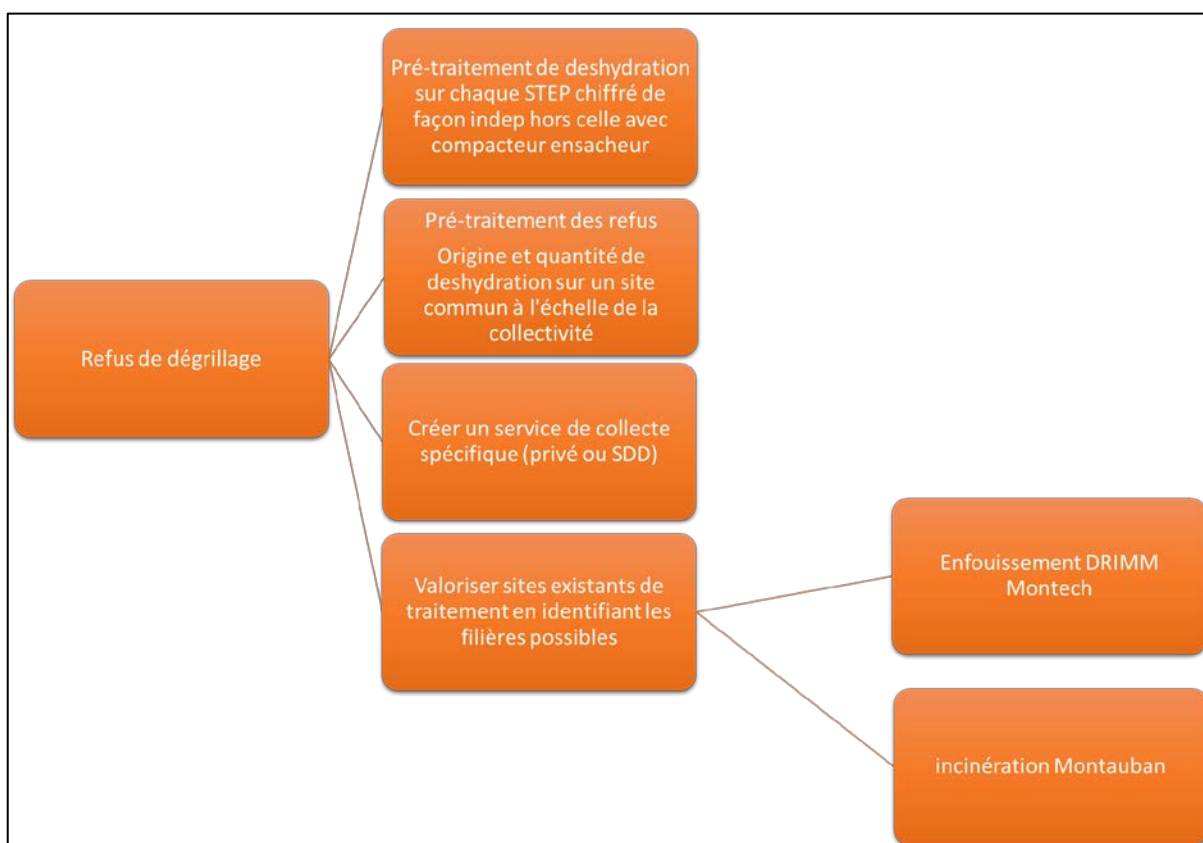 Pré-traitement de deshydration
sur chaque STEP chiffré de
façon indep hors celle avec
compacteur ensacheur
Pré-traitement des refus
Origine et quantité de
deshydration sur un site
commun à l'échelle de la
collectivité
Refus de dégrillage
Créer un service de collecte
spécifique (privé ou SDD)
Valoriser sites existants de
traitement en identifiant les
filières possibles
Enfouissement DRIMM
Montech
incinération Montauban